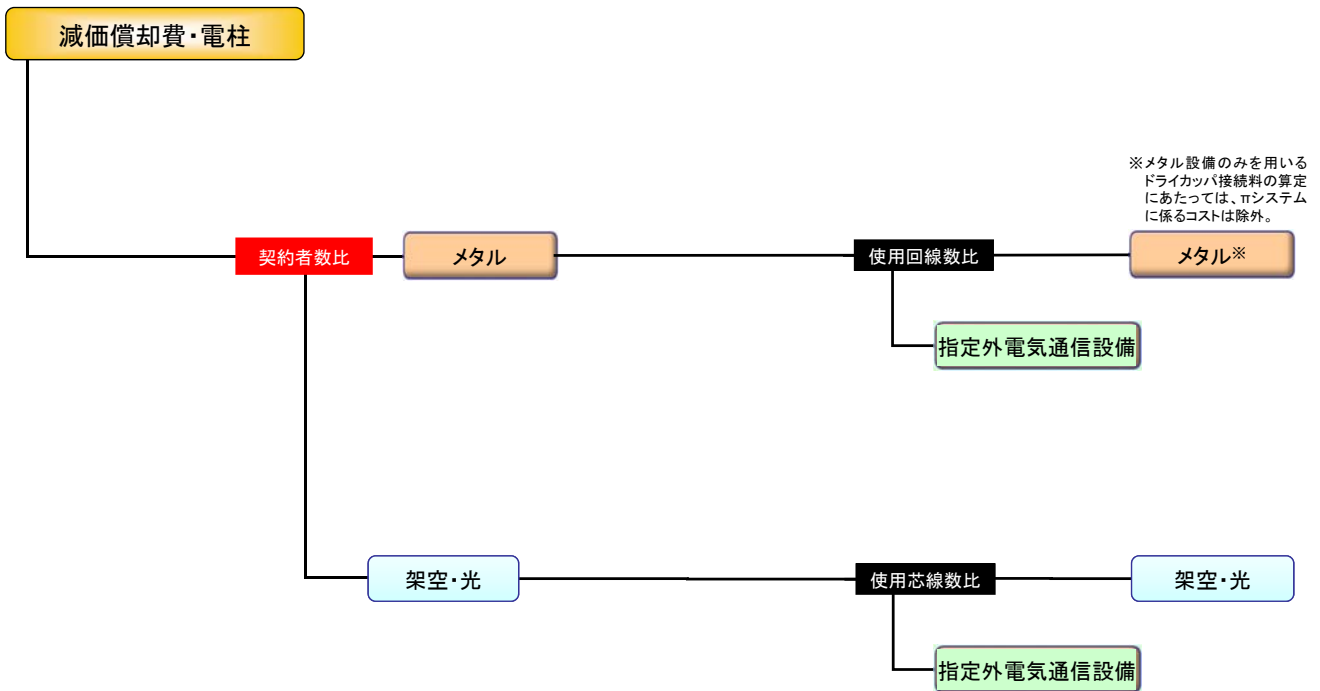 減価償却費・電柱
※メタル設備のみを用いる
ドライカッパ接続料の算定
にあたっては、πシステム
に係るコストは除外。
契約者数比
メタル
使用回線数比
メタル※
指定外電気通信設備
架空・光
使用芯線数比
架空・光
指定外電気通信設備